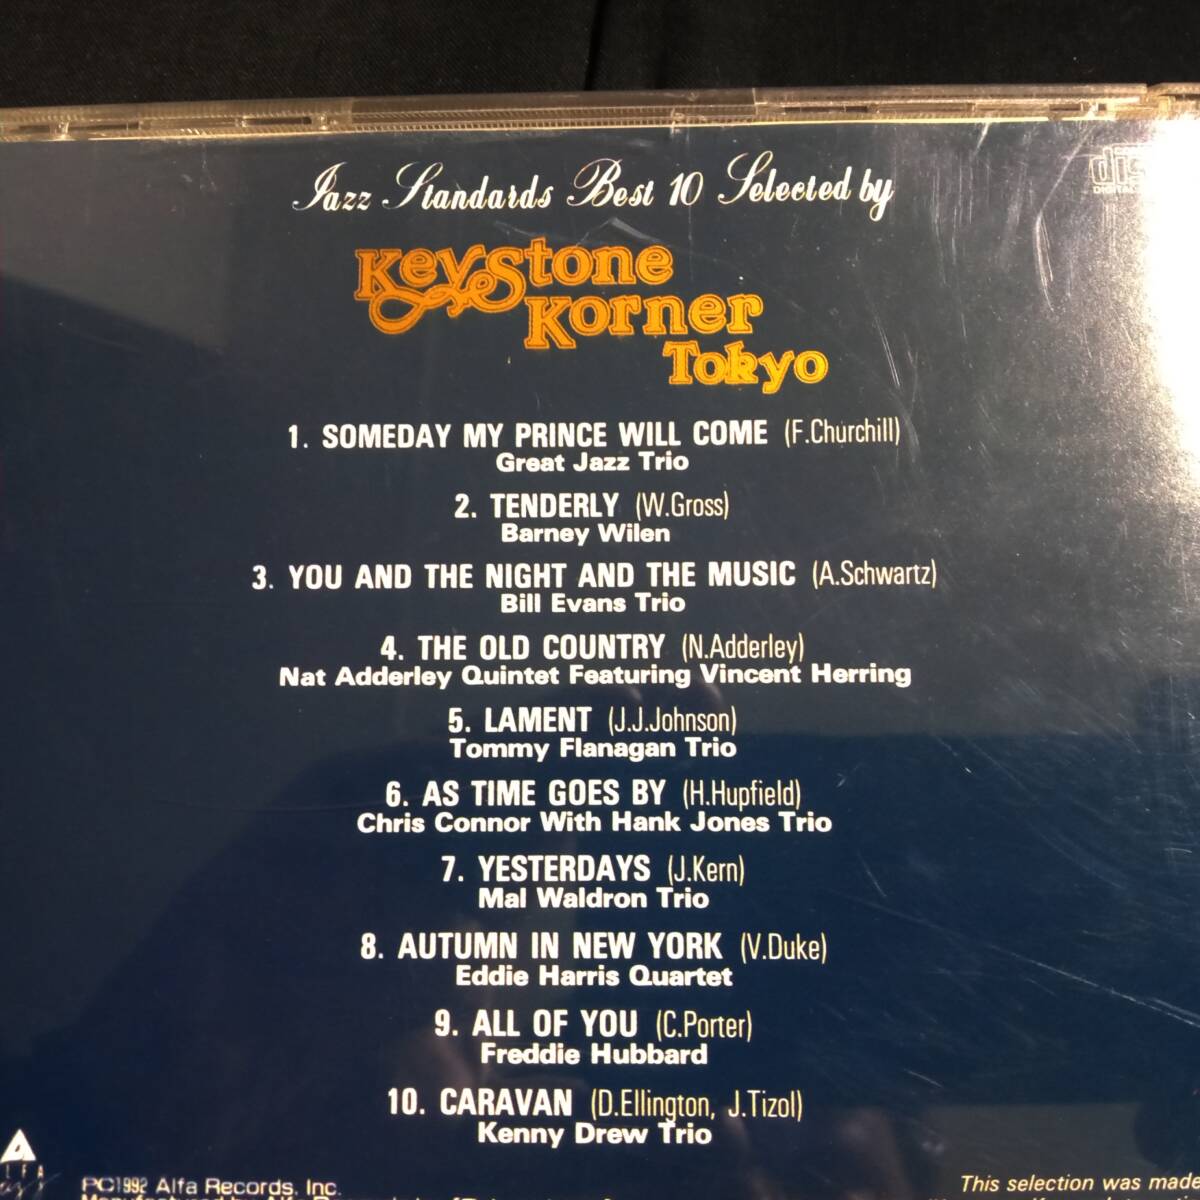 Jazz Standards Best 10 Selected by
Keystone
Korner
Tokyo
1. SOMEDAY MY PRINCE WILL COME (F.Churchill)
Great Jazz Trio
2. TENDERLY (W.Gross)
Barney Wilen
3. YOU AND THE NIGHT AND THE MUSIC (A.Schwartz)
Bill Evans Trio
4. THE OLD COUNTRY (N.Adderley)
Nat Adderley Quintet Featuring Vincent Herring
5. LAMENT (J.J.Johnson)
Tommy Flanagan Trio
6. AS TIME GOES BY (H.Hupfield)
Chris Connor With Hank Jones Trio
7. YESTERDAYS (J.Kern)
Mal Waldron Trio
8. AUTUMN IN NEW YORK (V.Duke)
Eddie Harris Quartet
9. ALL OF YOU (C.Porter)
Freddie Hubbard
10. CARAVAN (D.Ellington, J.Tizol)
Kenny Drew Trio
PC1992 Alfa Records, Inc.
This selection was made